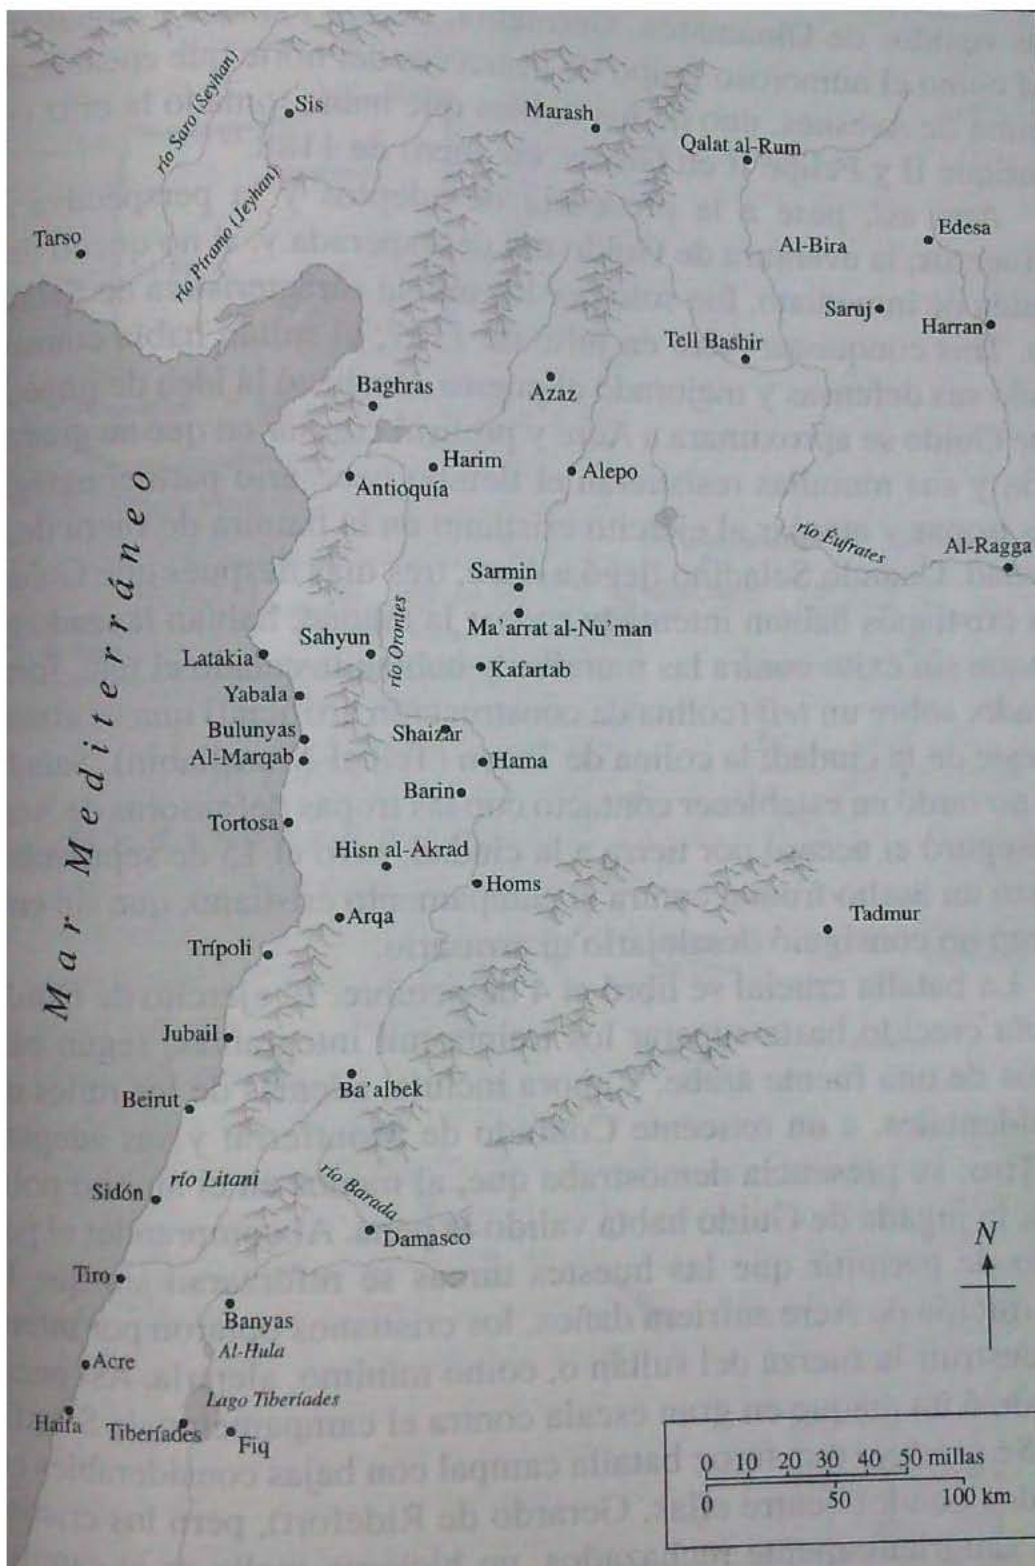 Sis
Marash
río Saro (Seyhan)
Qalat al-Rum
río Píramo (Jeyhan)
Tarso
Edesa
Al-Bira
Saruj
Harran
Tell Bashir
Baghras
Azaz
Harim
Alepo
Antioquía
Mar Mediterráneo
río Éufrates
Al-Raqqa
Sarmin
Ma'arrat al-Nu'man
Sahyun
río Orontes
Latakia
Kafartab
Yabala
Bulunyas
Shaizar
Al-Marqab
Hama
Barin
Tortosa
Hisn al-Akrad
Homs
Arqa
Tadmur
Trípoli
Jubail
Ba'albek
Beirut
río Litani
río Barada
Sidón
Damasco
N
Tiro
Banyas
Al-Hula
Acre
Lago Tiberíades
Haifa
Tiberíades
Fiq
0 10 20 30 40 50 millas
0 50 100 km